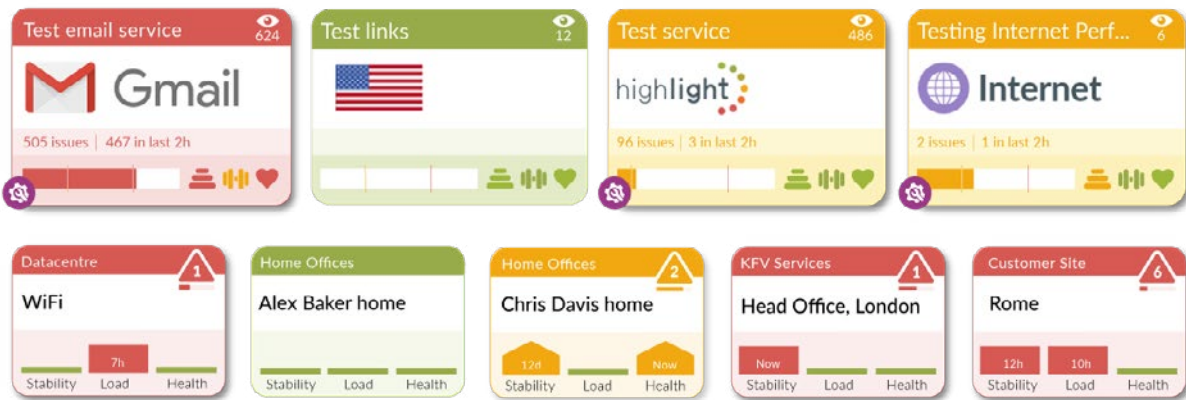 Test email service
624
Gmail
505 issues | 467 in last 2h
Test links
12
Test service
486
highlight
96 issues | 3 in last 2h
Testing Internet Perf...
6
Internet
2 issues | 1 in last 2h
Datacentre
1
WiFi
7h
Stability Load Health
Home Offices
Alex Baker home
Stability Load Health
Home Offices
2
Chris Davis home
12d Now
Stability Load Health
KFV Services
1
Head Office, London
Now
Stability Load Health
Customer Site
6
Rome
12h 10h
Stability Load Health